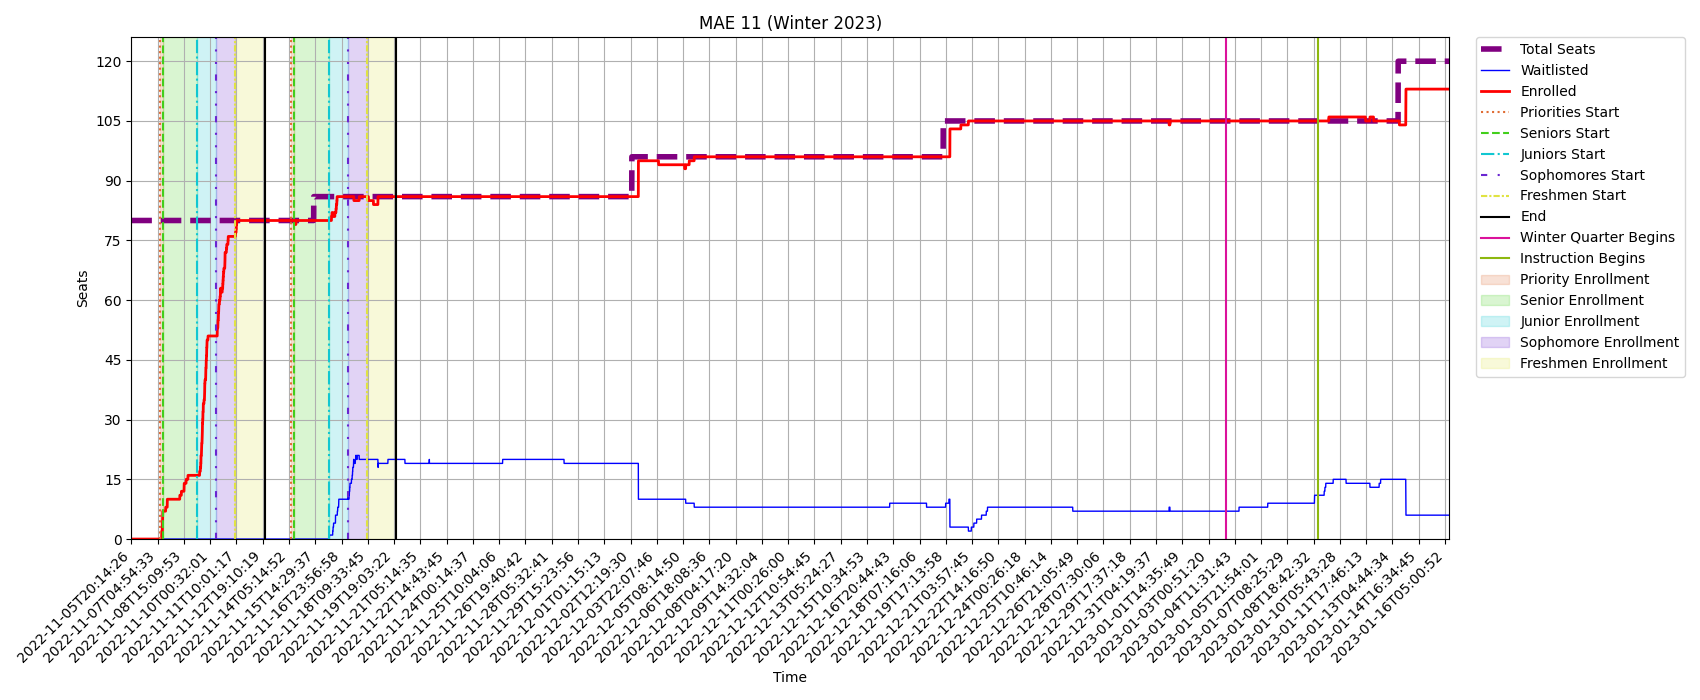 MAE 11 (Winter 2023)
120
105
90
75
60
45
30
15
0
Seats
2022-11-05T20:14:26
2022-11-07T04:54:33
2022-11-08T15:09:53
2022-11-10T00:32:01
2022-11-11T10:01:17
2022-11-12T19:10:19
2022-11-14T05:14:52
2022-11-15T14:29:37
2022-11-16T23:56:58
2022-11-18T09:33:45
2022-11-19T19:03:22
2022-11-21T05:14:35
2022-11-22T14:43:45
2022-11-24T00:14:37
2022-11-25T10:04:06
2022-11-26T19:40:42
2022-11-28T05:32:41
2022-11-29T15:23:56
2022-12-01T01:15:13
2022-12-02T12:19:30
2022-12-03T22:07:46
2022-12-05T08:14:50
2022-12-06T18:08:36
2022-12-08T04:17:20
2022-12-09T14:32:04
2022-12-11T00:26:00
2022-12-12T10:54:45
2022-12-13T05:24:27
2022-12-15T10:34:53
2022-12-16T20:44:43
2022-12-18T07:16:06
2022-12-19T17:13:58
2022-12-21T03:57:45
2022-12-22T14:16:50
2022-12-24T00:26:18
2022-12-25T10:46:14
2022-12-26T21:05:49
2022-12-28T07:30:06
2022-12-29T17:37:18
2022-12-31T04:19:37
2023-01-01T14:35:49
2023-01-03T00:51:20
2023-01-04T11:31:43
2023-01-05T21:54:01
2023-01-07T08:25:29
2023-01-08T18:42:32
2023-01-10T05:43:28
2023-01-11T17:46:13
2023-01-13T04:44:34
2023-01-14T16:34:45
2023-01-16T05:00:52
Time
Total Seats
Waitlisted
Enrolled
Priorities Start
Seniors Start
Juniors Start
Sophomores Start
Freshmen Start
End
Winter Quarter Begins
Instruction Begins
Priority Enrollment
Senior Enrollment
Junior Enrollment
Sophomore Enrollment
Freshmen Enrollment